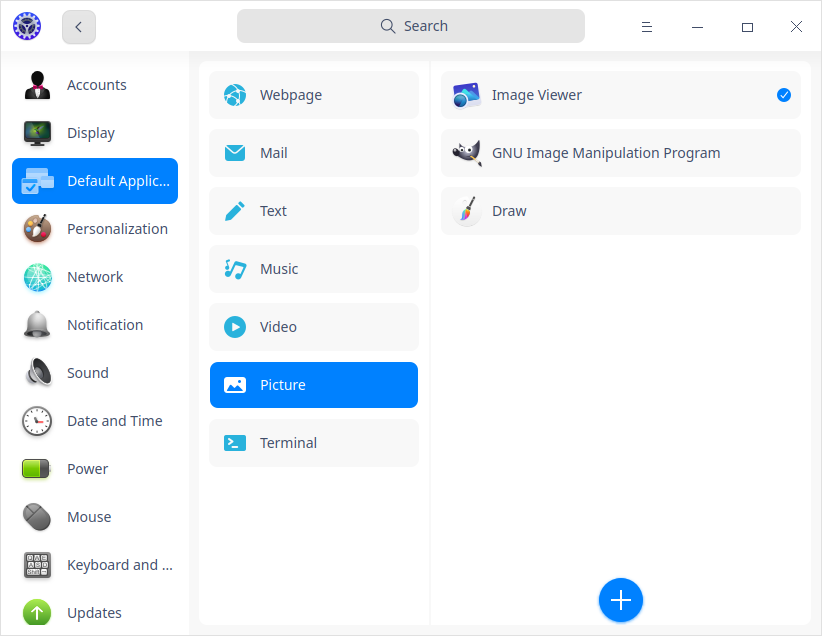 Search
Accounts
Display
Default Applic...
Personalization
Network
Notification
Sound
Date and Time
Power
Mouse
Keyboard and ...
Updates
Webpage
Mail
Text
Music
Video
Picture
Terminal
Image Viewer
GNU Image Manipulation Program
Draw